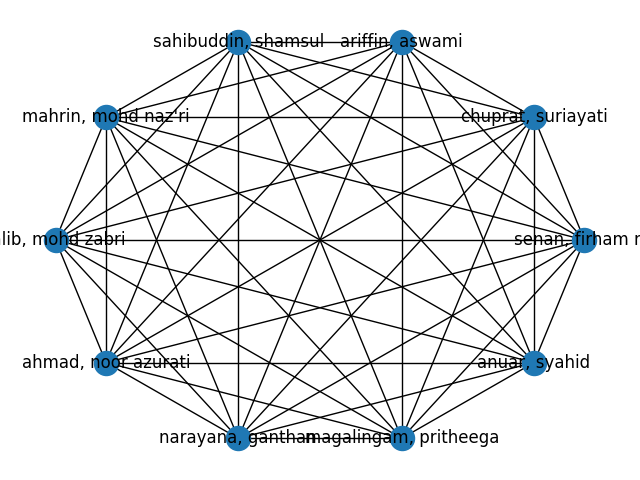 sahibuddin, shamsul
ariffin, aswami
mahrin, mohd naz'ri
chuprat, suriayati
lib, mohd zabri
senan, firham
ahmad, noor azurati
anuar, syahid
narayana, gantham
magalingam, pritheega